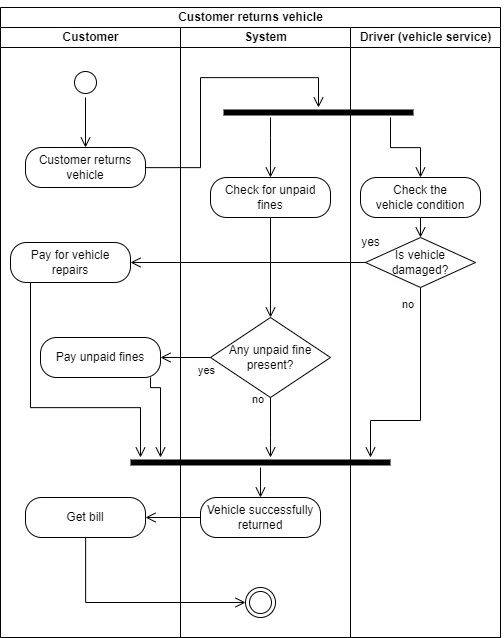 Customer returns vehicle
Customer
System
Driver (vehicle service)
Customer returns
vehicle
Check for unpaid
fines
Check the
vehicle condition
yes
Pay for vehicle
repairs
Is vehicle
damaged?
no
Pay unpaid fines
yes
Any unpaid fine
present?
no
Get bill
Vehicle successfully
returned